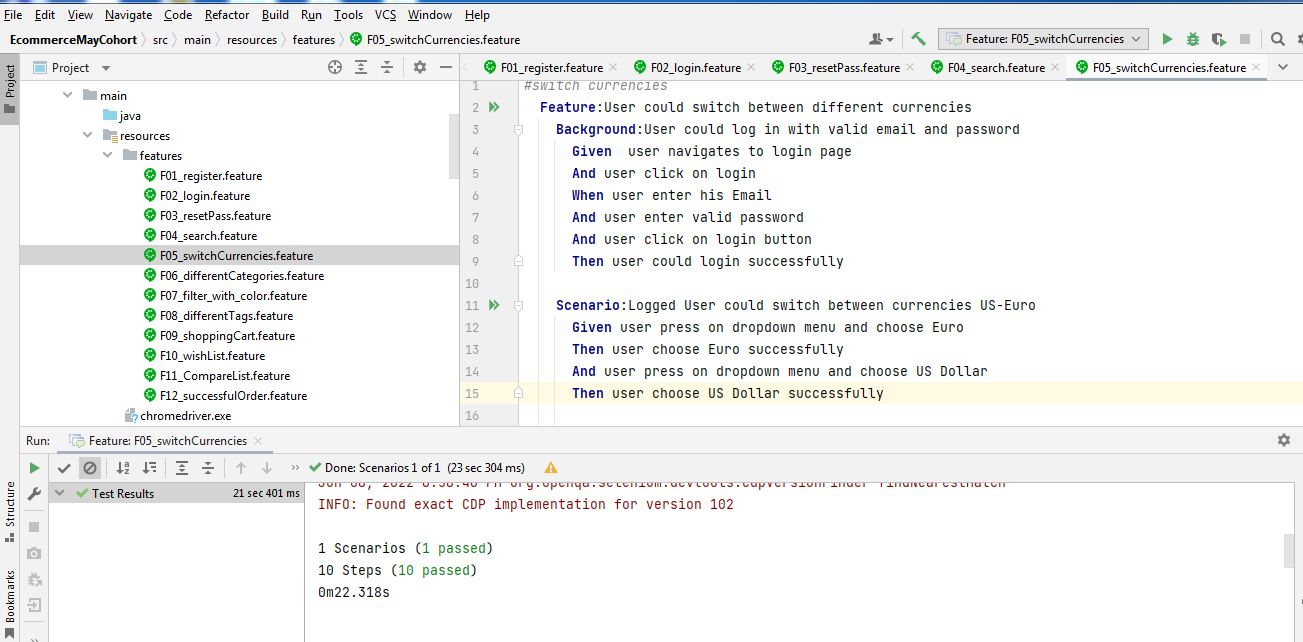 File Edit View Navigate Code Refactor Build Run Tools VCS Window Help
EcommerceMayCohort src main resources features F05_switchCurrencies.feature
Feature: F05_switchCurrencies
Project
Project
F01_register.feature F02_login.feature F03_resetPass.feature F04_search.feature F05_switchCurrencies.feature
main
java
resources
features
F01_register.feature
F02_login.feature
F03_resetPass.feature
F04_search.feature
F05_switchCurrencies.feature
F06_differentCategories.feature
F07_filter_with_color.feature
F08_differentTags.feature
F09_shoppingCart.feature
F10_wishList.feature
F11_CompareList.feature
F12_successfulOrder.feature
chromedriver.exe
1 #switch currencies
2 Feature:User could switch between different currencies
3 Background:User could log in with valid email and password
4 Given  user navigates to login page
5 And user click on login
6 When user enter his Email
7 And user enter valid password
8 And user click on login button
9 Then user could login successfully
10
11 Scenario:Logged User could switch between currencies US-Euro
12 Given user press on dropdown menu and choose Euro
13 Then user choose Euro successfully
14 And user press on dropdown menu and choose US Dollar
15 Then user choose US Dollar successfully
16
Run: Feature: F05_switchCurrencies
Done: Scenarios 1 of 1 (23 sec 304 ms)
Test Results 21 sec 401 ms
PM org.openqa.selenium.devtools.CdpVersionFinder findNearestMatch
INFO: Found exact CDP implementation for version 102
1 Scenarios (1 passed)
10 Steps (10 passed)
0m22.318s
Structure
Bookmarks